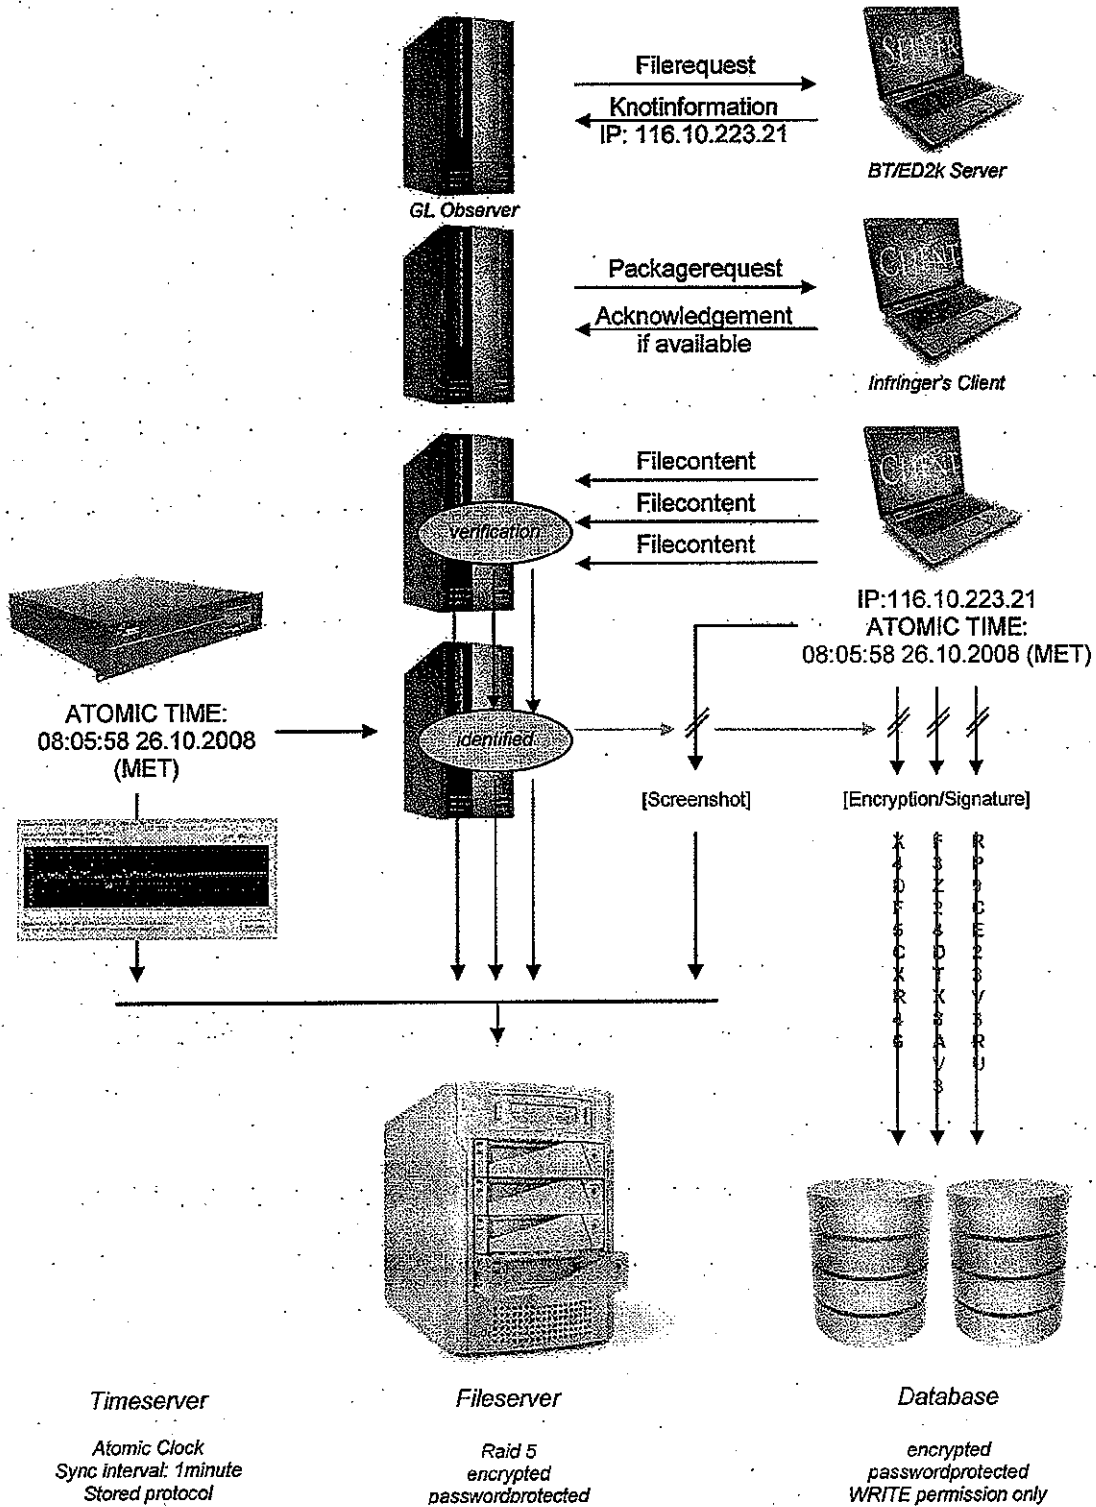 SERVER
Filerequest
Knotinformation
IP: 116.10.223.21
BT/ED2k Server
GL Observer
CLIENT
Packagerequest
Acknowledgement
if available
Infringer's Client
CLIENT
Filecontent
Filecontent
Filecontent
verification
IP:116.10.223.21
ATOMIC TIME:
08:05:58 26.10.2008 (MET)
ATOMIC TIME:
08:05:58 26.10.2008
(MET)
identified
[Screenshot]
[Encryption/Signature]
Timeserver
Fileserver
Database
Atomic Clock
Sync Interval: 1minute
Stored protocol
Raid 5
encrypted
passwordprotected
encrypted
passwordprotected
WRITE permission only